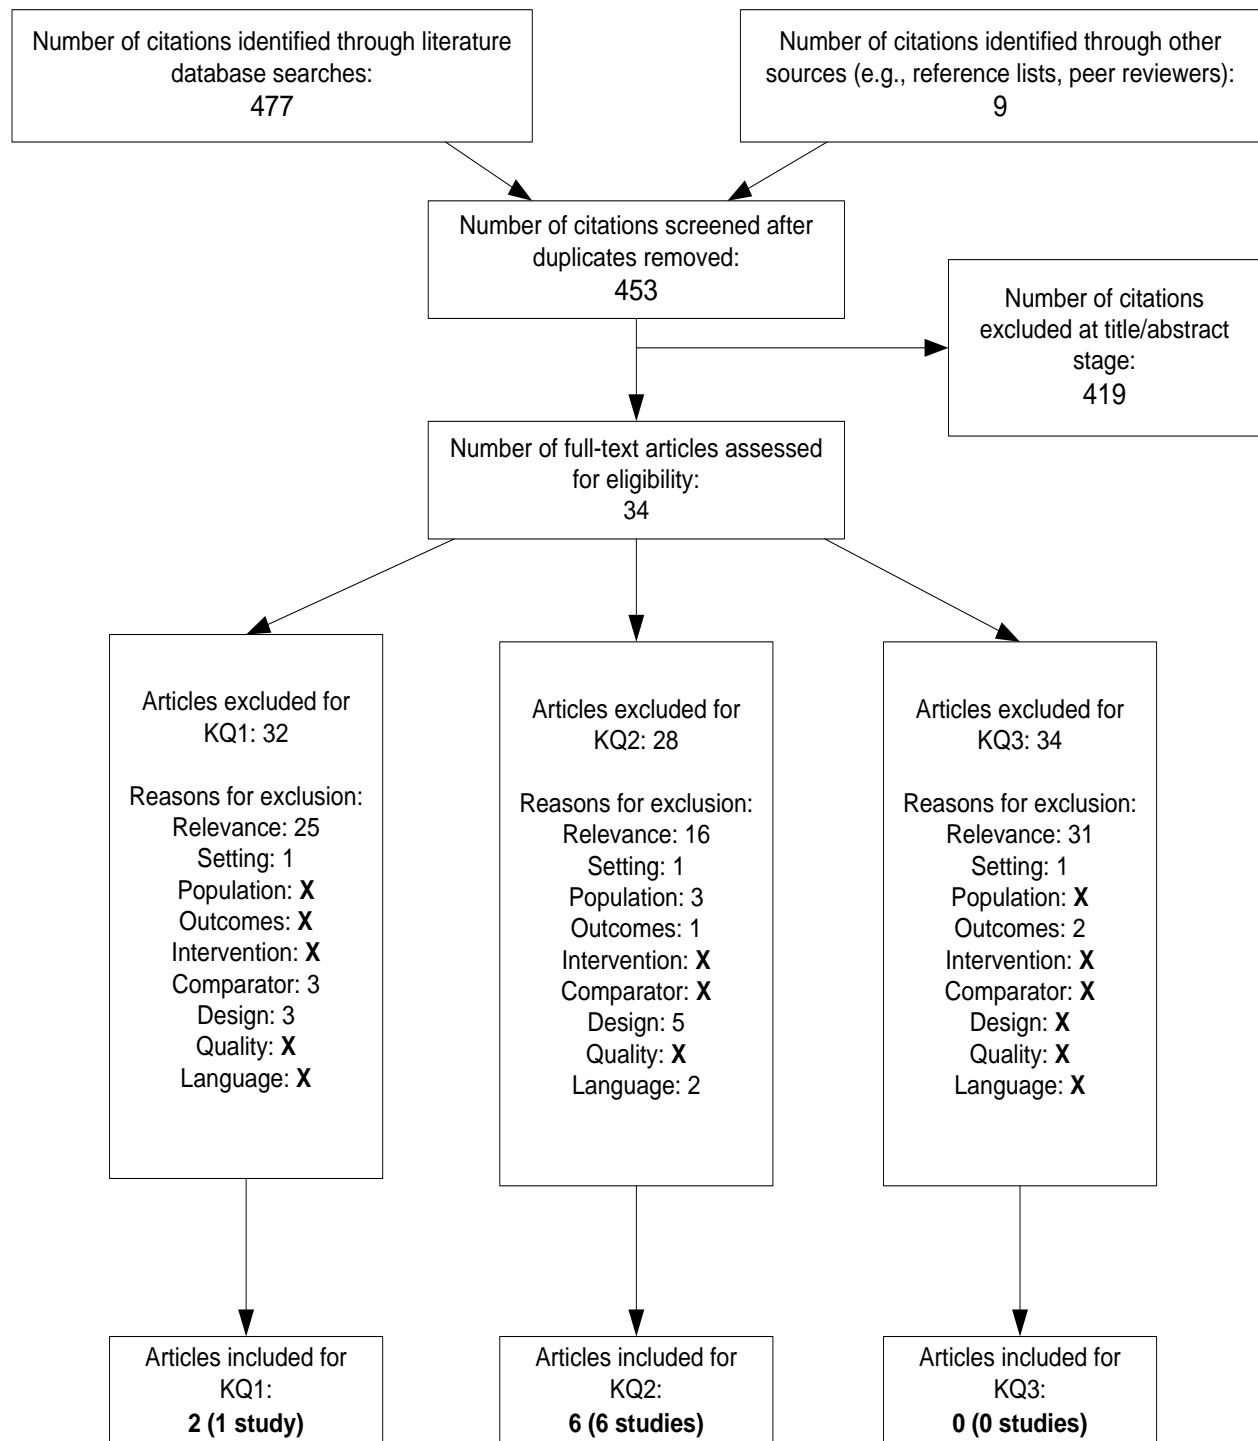 Number of citations identified through literature
database searches:
477
Number of citations identified through other
sources (e.g., reference lists, peer reviewers):
9
Number of citations screened after
duplicates removed:
453
Number of citations
excluded at title/abstract
stage:
419
Number of full-text articles assessed
for eligibility:
34
Articles excluded for
KQ1: 32
Reasons for exclusion:
Relevance: 25
Setting: 1
Population: X
Outcomes: X
Intervention: X
Comparator: 3
Design: 3
Quality: X
Language: X
Articles excluded for
KQ2: 28
Reasons for exclusion:
Relevance: 16
Setting: 1
Population: 3
Outcomes: 1
Intervention: X
Comparator: X
Design: 5
Quality: X
Language: 2
Articles excluded for
KQ3: 34
Reasons for exclusion:
Relevance: 31
Setting: 1
Population: X
Outcomes: 2
Intervention: X
Comparator: X
Design: X
Quality: X
Language: X
Articles included for
KQ1:
2 (1 study)
Articles included for
KQ2:
6 (6 studies)
Articles included for
KQ3:
0 (0 studies)